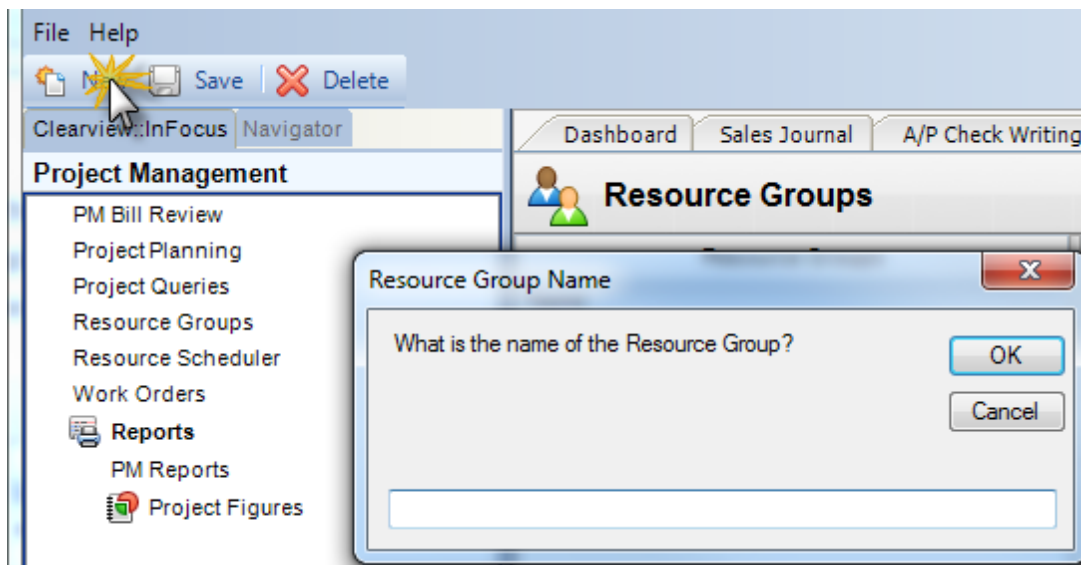 File Help
Save Delete
Clearview::InFocus Navigator
Dashboard Sales Journal A/P Check Writing
Project Management
Resource Groups
PM Bill Review
Project Planning
Project Queries
Resource Groups
Resource Scheduler
Work Orders
Reports
PM Reports
Project Figures
Resource Group Name
What is the name of the Resource Group?
OK
Cancel